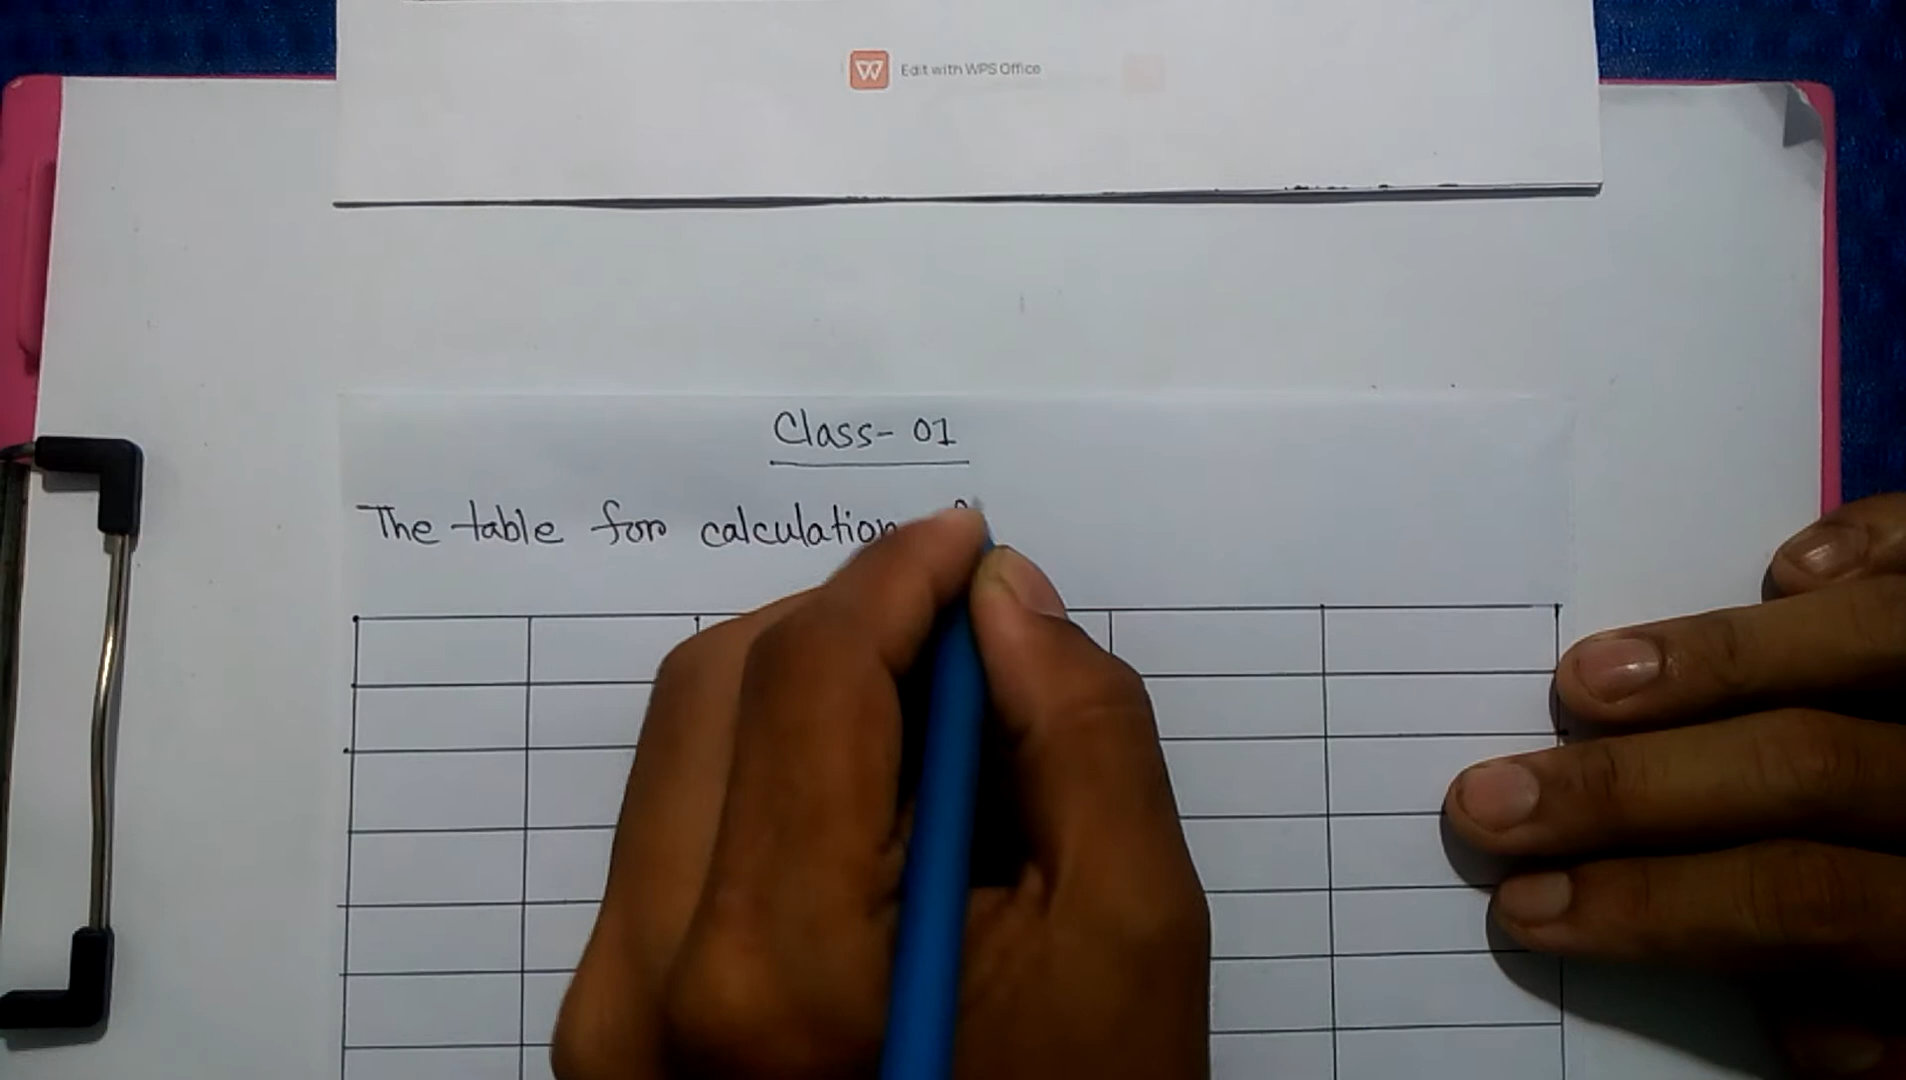 Edit with WPS Office
Class- 01
The table for calculation